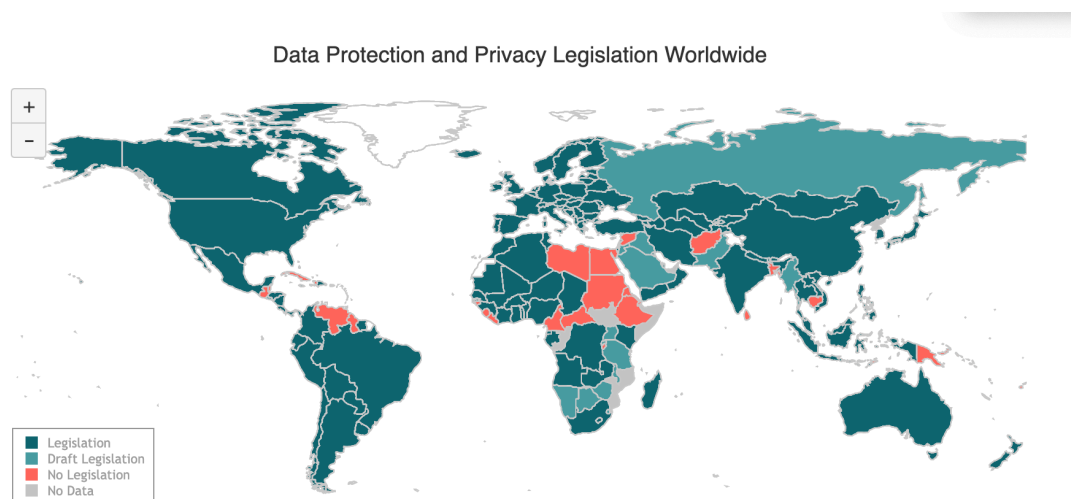 Data Protection and Privacy Legislation Worldwide
+
−
Legislation
Draft Legislation
No Legislation
No Data